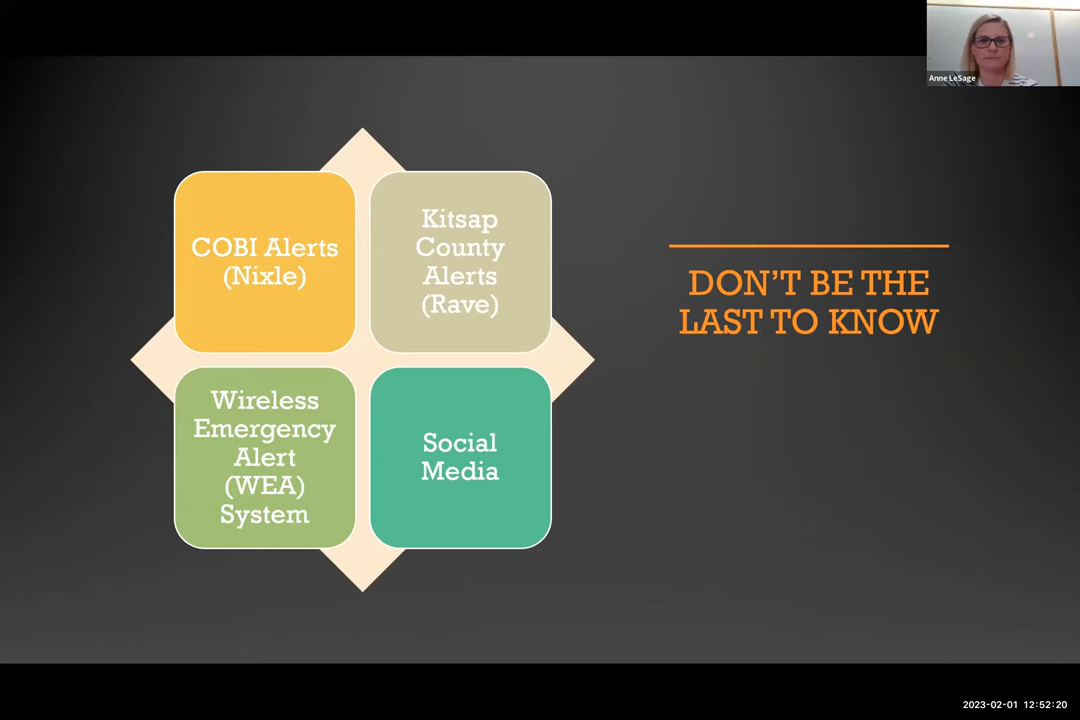 Anne LeSage
COBI Alerts
(Nixle)
Kitsap
County
Alerts
(Rave)
Wireless
Emergency
Alert
(WEA)
System
Social
Media
DON’T BE THE
LAST TO KNOW
2023-02-01 12:52:20